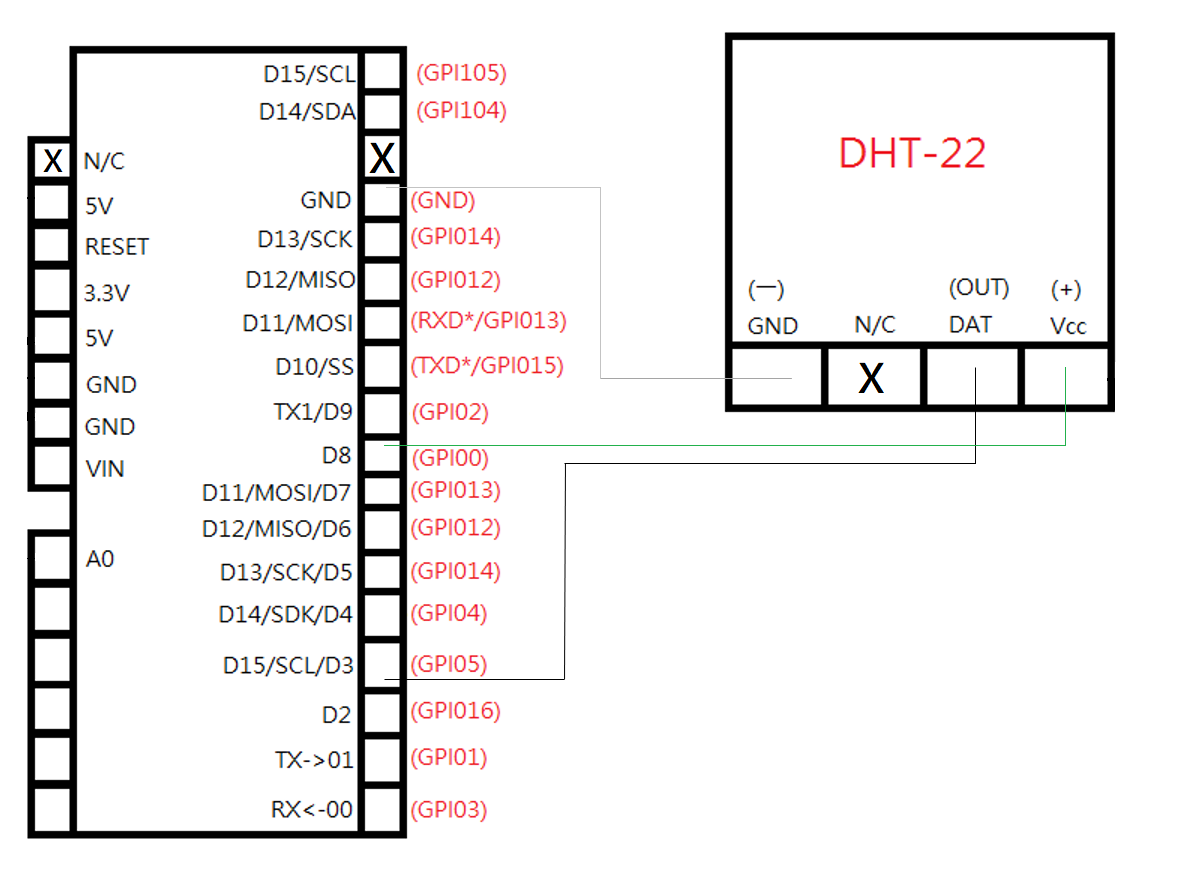 D15/SCL (GPI105)
D14/SDA (GPI104)
X
GND (GND)
D13/SCK (GPI014)
D12/MISO (GPI012)
D11/MOSI (RXD*/GPI013)
D10/SS (TXD*/GPI015)
TX1/D9 (GPI02)
D8 (GPI00)
D11/MOSI/D7 (GPI013)
D12/MISO/D6 (GPI012)
D13/SCK/D5 (GPI014)
D14/SDK/D4 (GPI04)
D15/SCL/D3 (GPI05)
D2 (GPI016)
TX->01 (GPI01)
RX<-00 (GPI03)
X N/C
5V
RESET
3.3V
5V
GND
GND
VIN
A0
DHT-22
(一) (OUT) (+)
GND N/C DAT Vcc
X